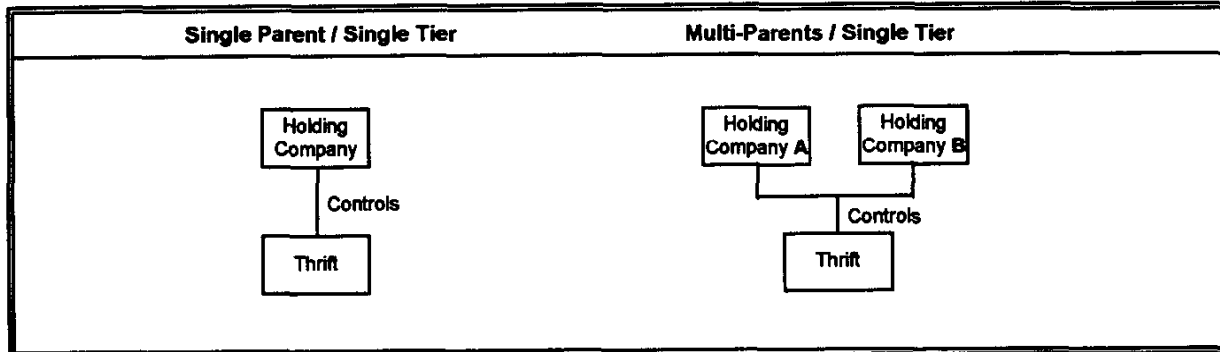 Single Parent / Single Tier
Multi-Parents / Single Tier
Holding
Company
Controls
Thrift
Holding
Company A
Holding
Company B
Controls
Thrift